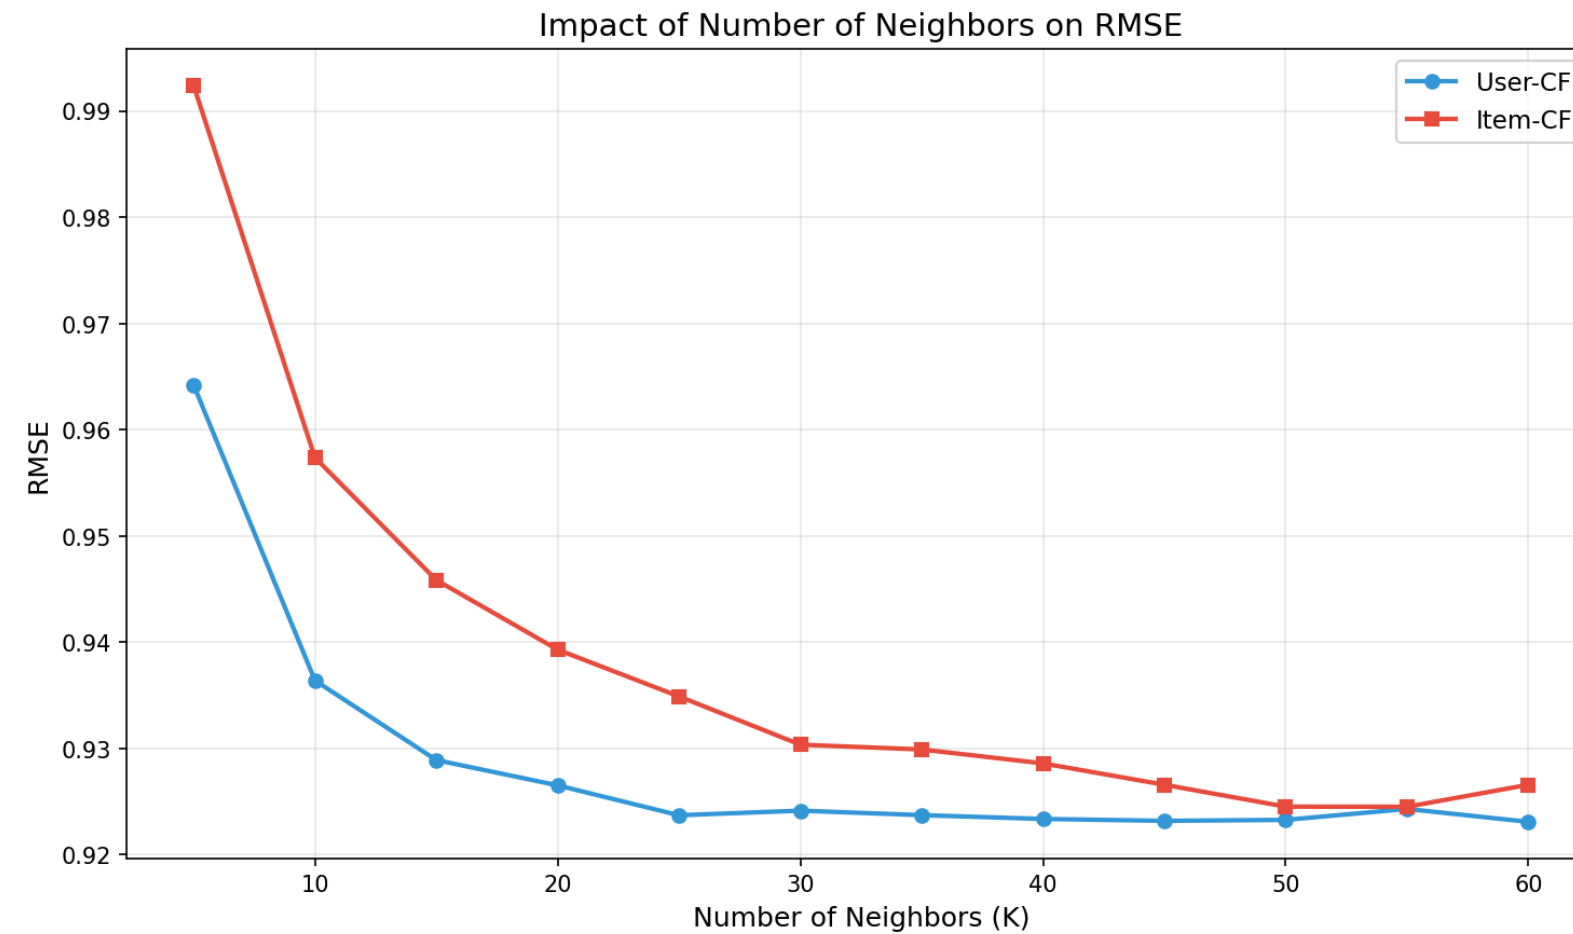 Impact of Number of Neighbors on RMSE
User-CF
Item-CF
RMSE
0.99
0.98
0.97
0.96
0.95
0.94
0.93
0.92
10 20 30 40 50 60
Number of Neighbors (K)